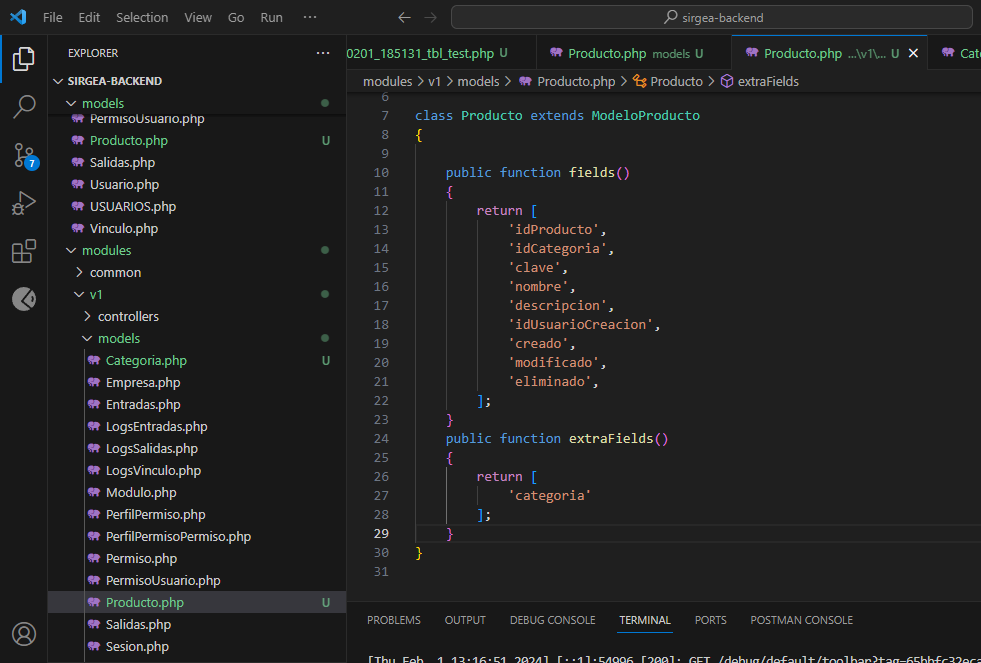 File Edit Selection View Go Run ··· sirgea-backend
EXPLORER ···
SIRGEA-BACKEND
models
PermisoUsuario.php
Producto.php U
Salidas.php
Usuario.php
USUARIOS.php
Vinculo.php
modules
common
v1
controllers
models
Categoria.php U
Empresa.php
Entradas.php
LogsEntradas.php
LogsSalidas.php
LogsVinculo.php
Modulo.php
PerfilPermiso.php
PerfilPermisoPermiso.php
Permiso.php
PermisoUsuario.php
Producto.php U
Salidas.php
Sesion.php
7
0201_185131_tbl_test.php U Producto.php models U Producto.php ...\v1\... U Cat
modules > v1 > models > Producto.php > Producto > extraFields
6
7 class Producto extends ModeloProducto
8 {
9
10 public function fields()
11 {
12 return [
13 'idProducto',
14 'idCategoria',
15 'clave',
16 'nombre',
17 'descripcion',
18 'idUsuarioCreacion',
19 'creado',
20 'modificado',
21 'eliminado',
22 ];
23 }
24 public function extraFields()
25 {
26 return [
27 'categoria'
28 ];
29 }
30 }
31
PROBLEMS OUTPUT DEBUG CONSOLE TERMINAL PORTS POSTMAN CONSOLE
[Thu Feb 1 13:16:51 2024] [::1]:54996 [200]: GET /debug/default/toolbar?tag=65bbfc32eca